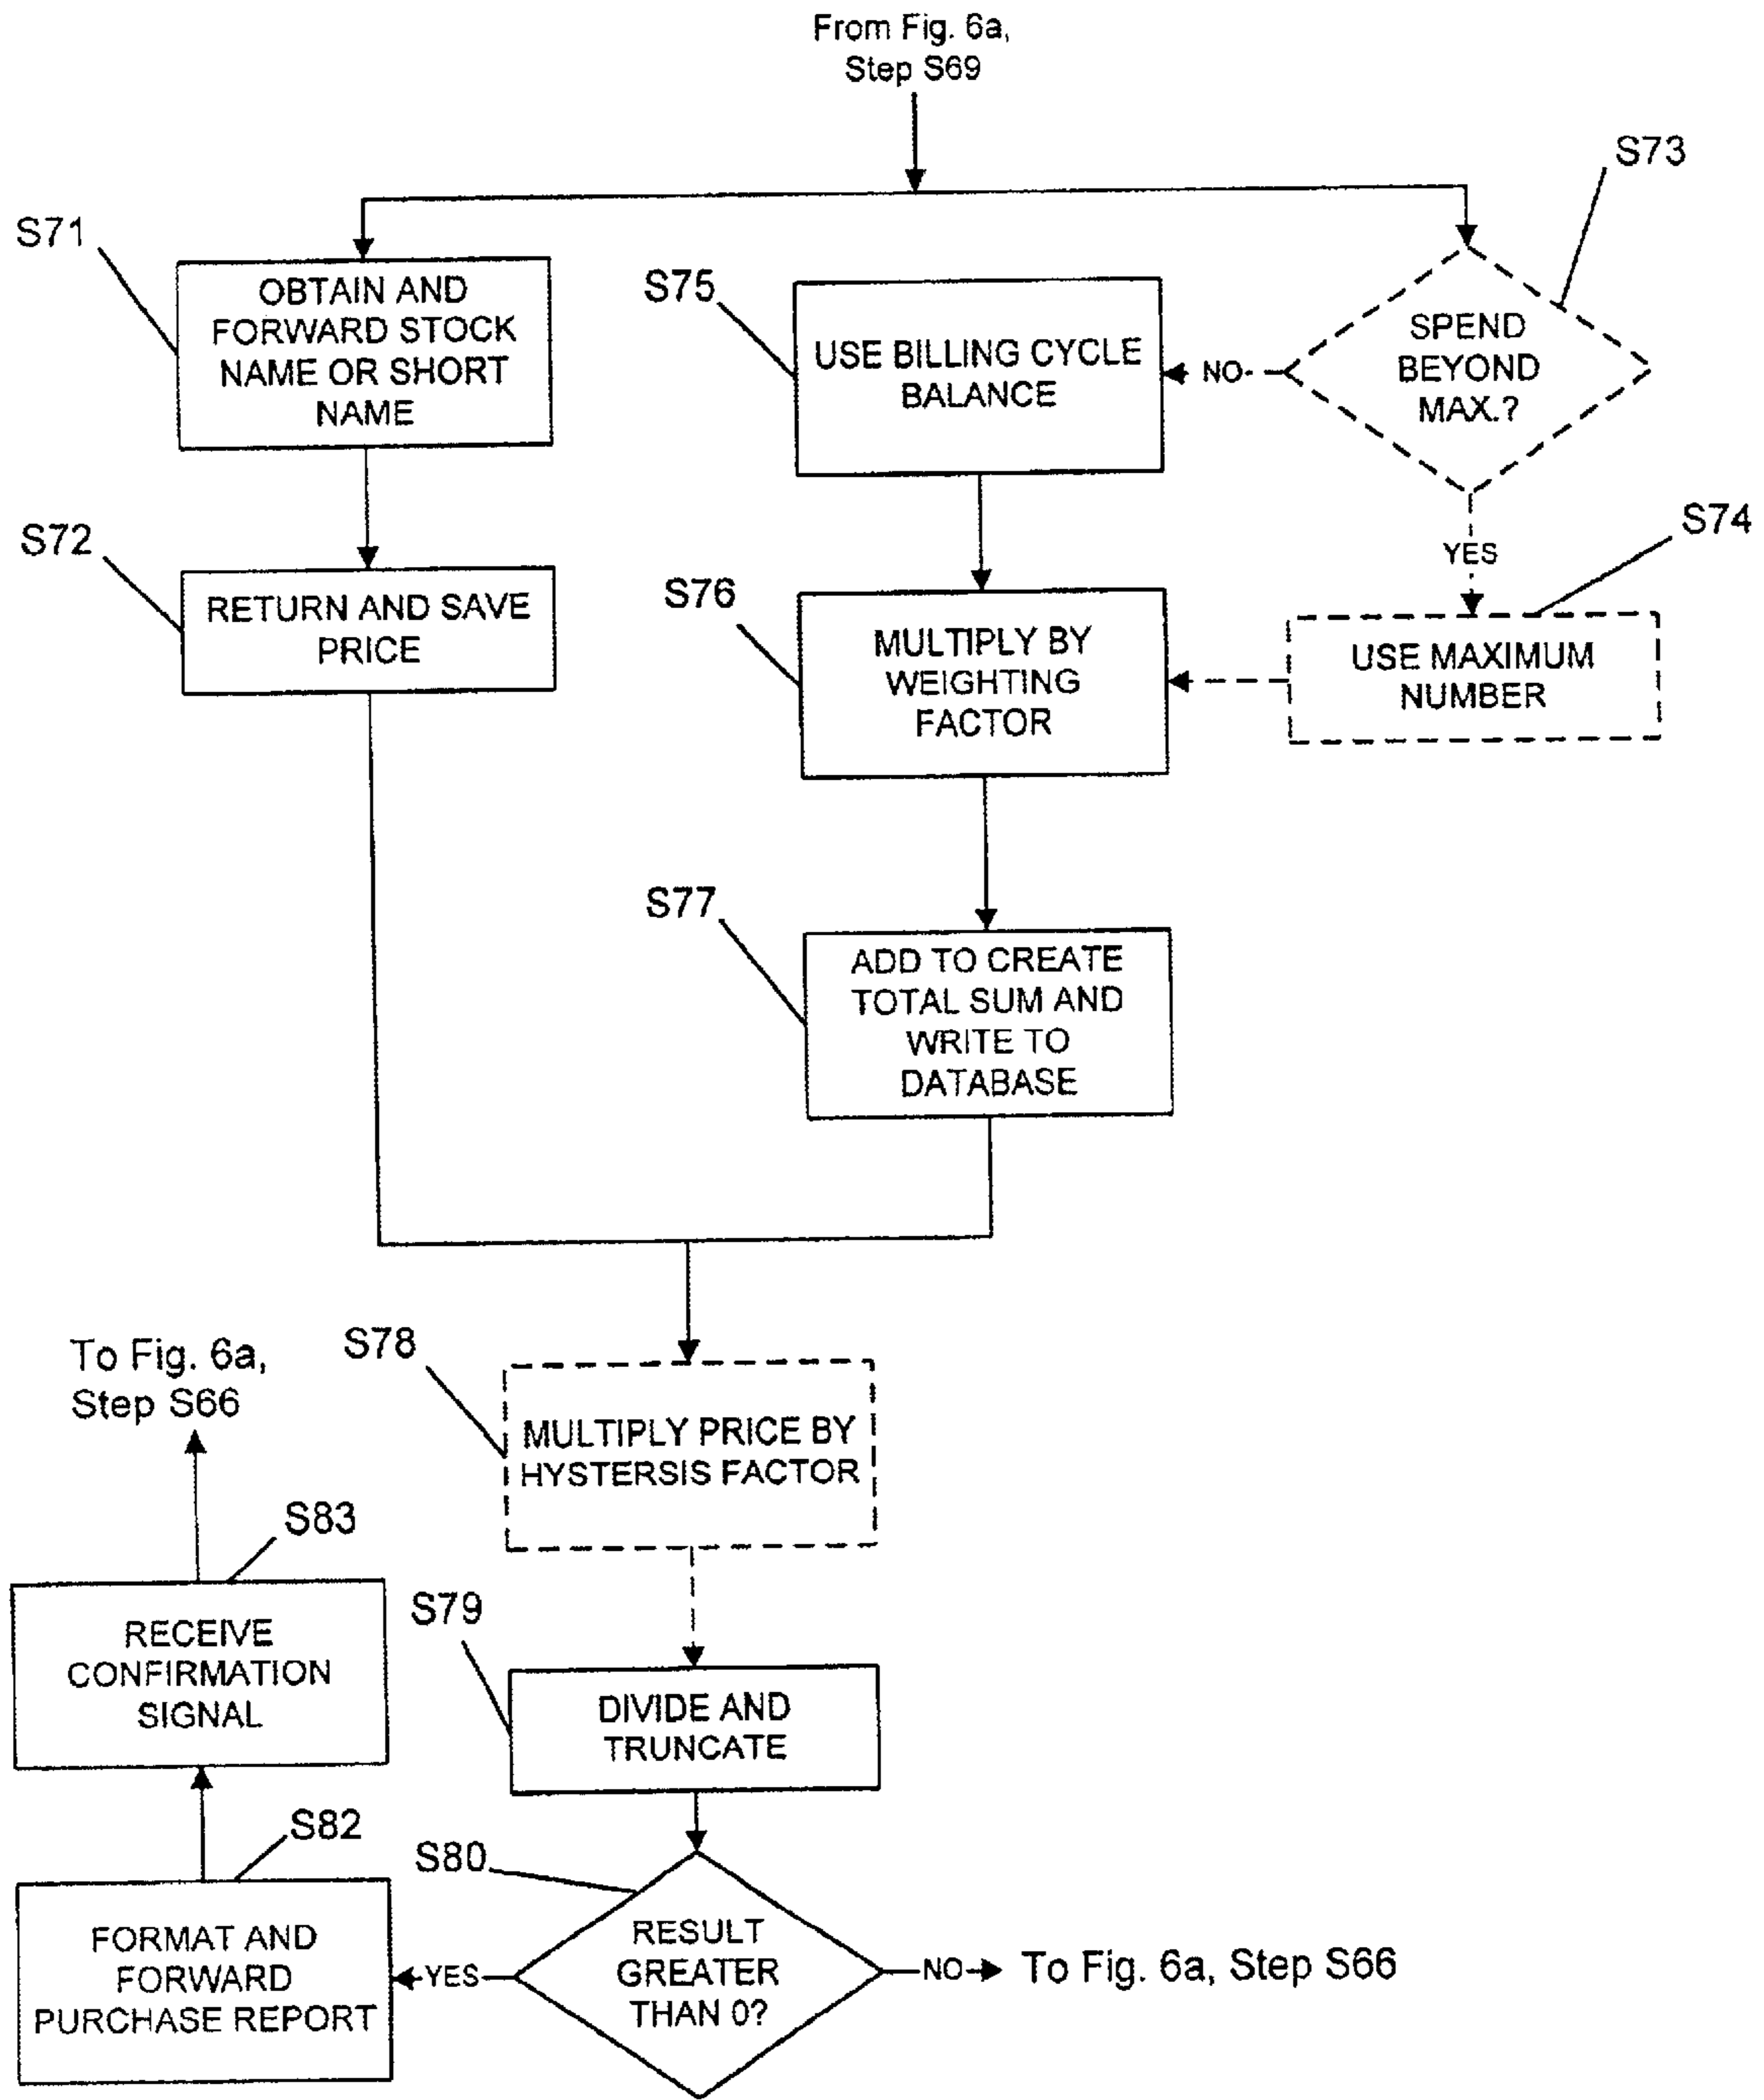 From Fig. 6a,
Step S69
S73
S71
OBTAIN AND
FORWARD STOCK
NAME OR SHORT
NAME
S75
USE BILLING CYCLE
BALANCE
NO
SPEND
BEYOND
MAX.?
S72
RETURN AND SAVE
PRICE
S76
MULTIPLY BY
WEIGHTING
FACTOR
YES
S74
USE MAXIMUM
NUMBER
S77
ADD TO CREATE
TOTAL SUM AND
WRITE TO
DATABASE
To Fig. 6a,
Step S66
S78
MULTIPLY PRICE BY
HYSTERSIS FACTOR
S83
RECEIVE
CONFIRMATION
SIGNAL
S79
DIVIDE AND
TRUNCATE
S82
FORMAT AND
FORWARD
PURCHASE REPORT
S80
YES
RESULT
GREATER
THAN 0?
NO
To Fig. 6a, Step S66